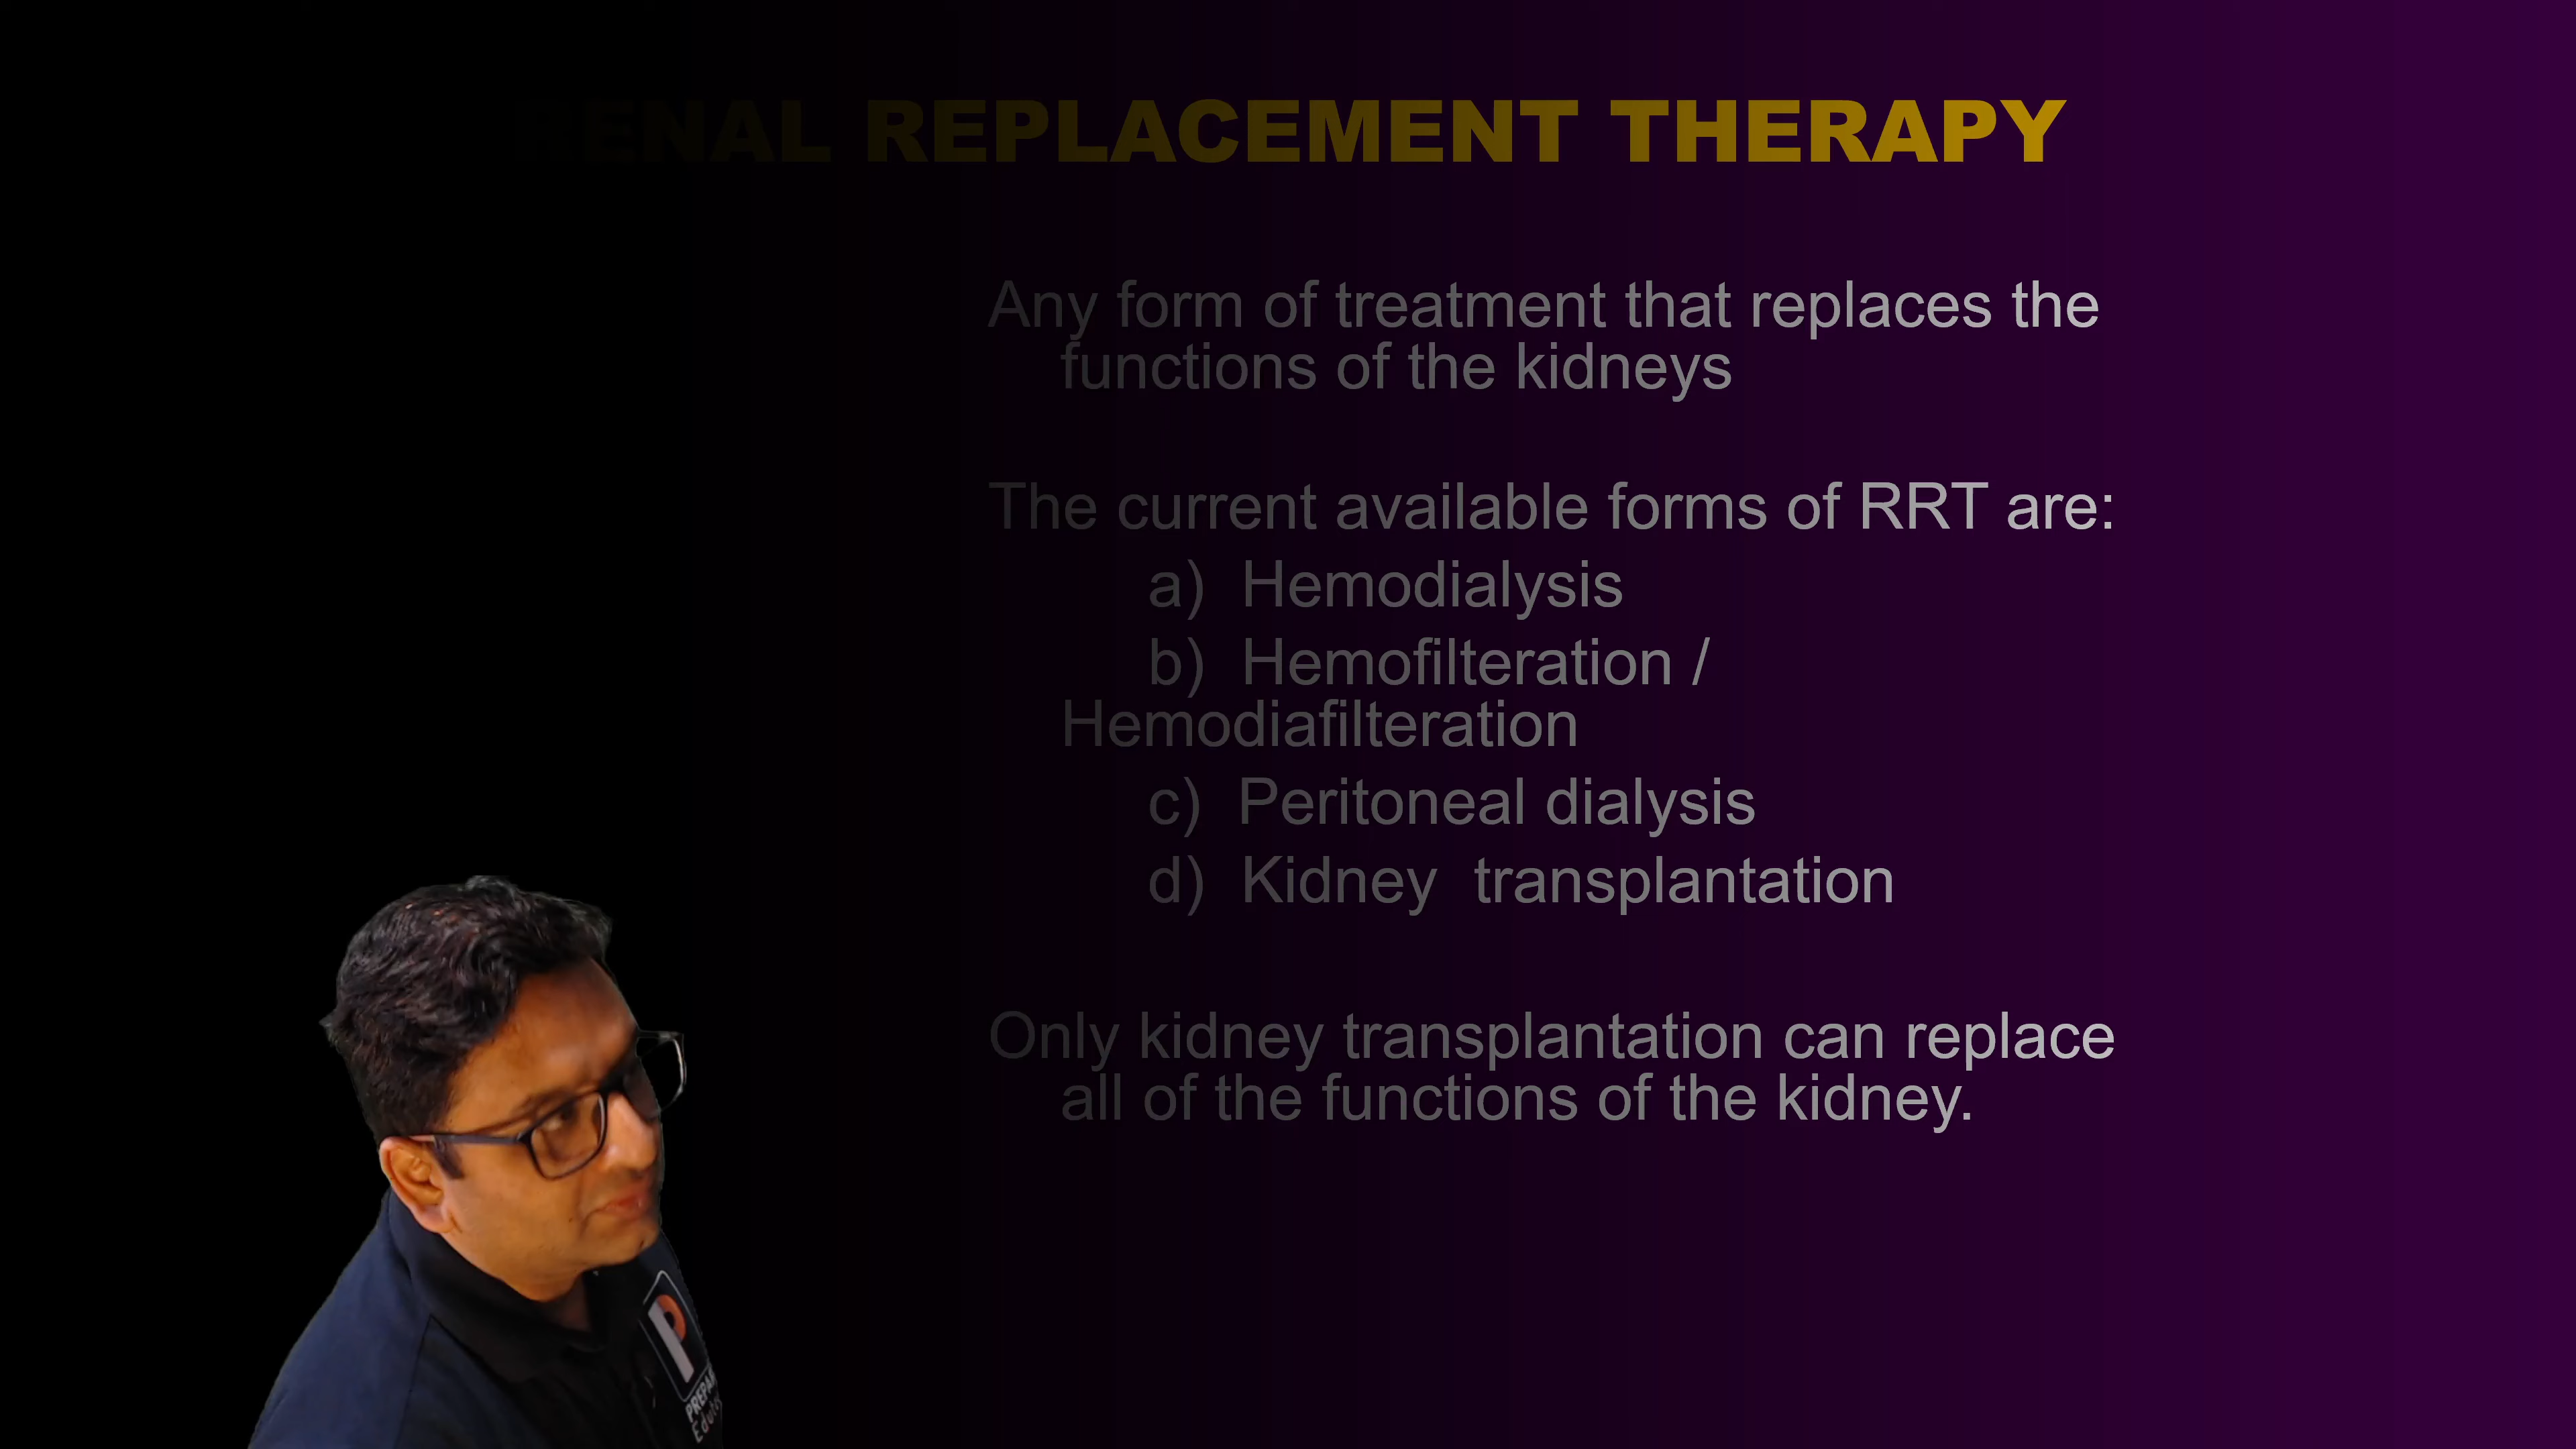 RENAL REPLACEMENT THERAPY
Any form of treatment that replaces the
functions of the kidneys
The current available forms of RRT are:
a) Hemodialysis
b) Hemofilteration /
Hemodiafilteration
c) Peritoneal dialysis
d) Kidney transplantation
Only kidney transplantation can replace
all of the functions of the kidney.
P